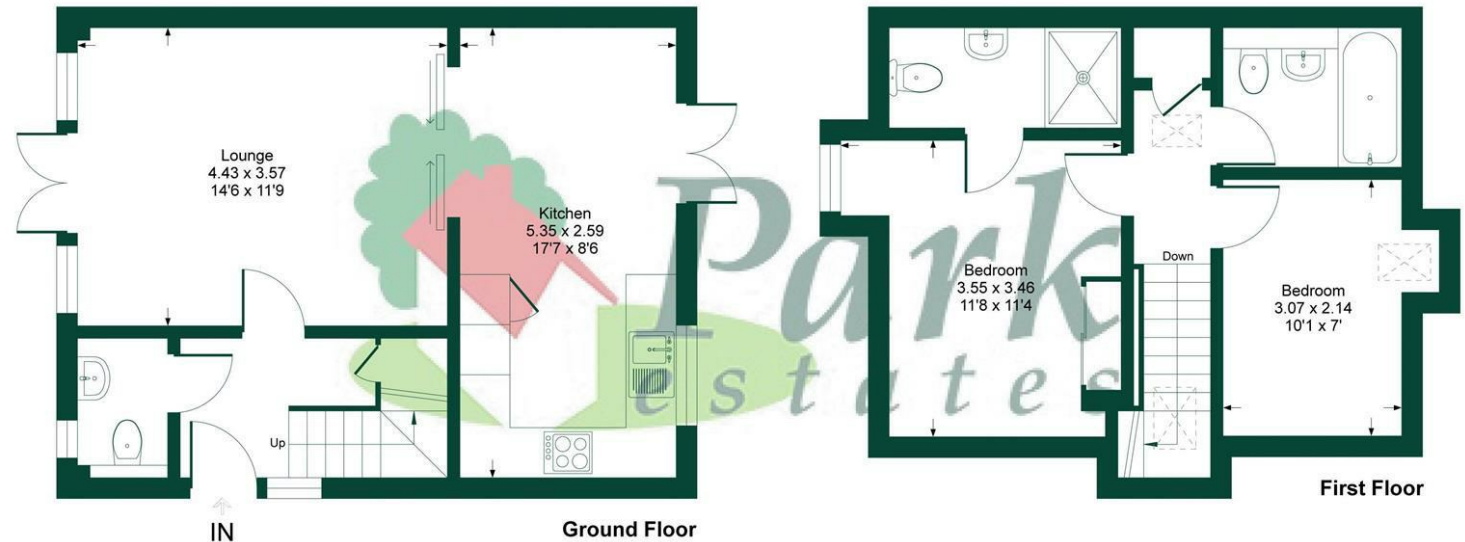 Lounge
4.43 x 3.57
14'6 x 11'9
Kitchen
5.35 x 2.59
17'7 x 8'6
Up
IN
Ground Floor
Park
estates
Bedroom
3.55 x 3.46
11'8 x 11'4
Down
Bedroom
3.07 x 2.14
10'1 x 7'
First Floor